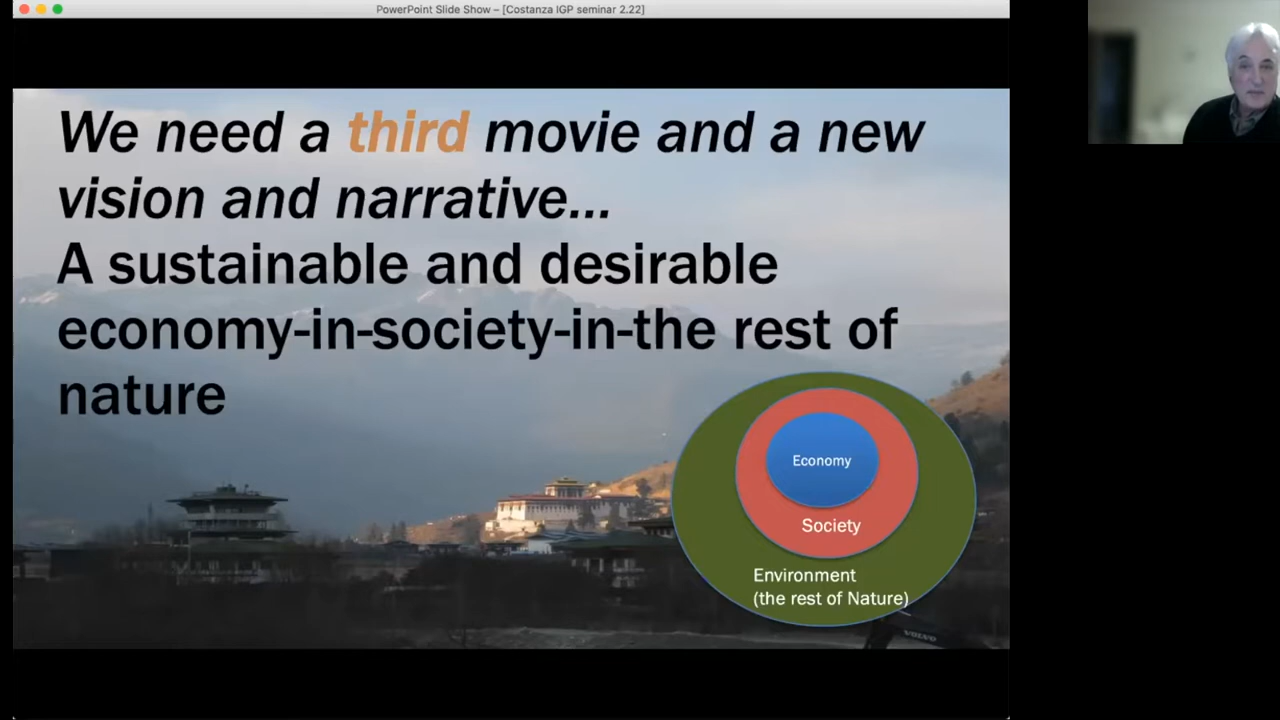 PowerPoint Slide Show – [Costanza IGP seminar 2.22]
We need a third movie and a new
vision and narrative...
A sustainable and desirable
economy-in-society-in-the rest of
nature
Economy
Society
Environment
(the rest of Nature)
VOLVO